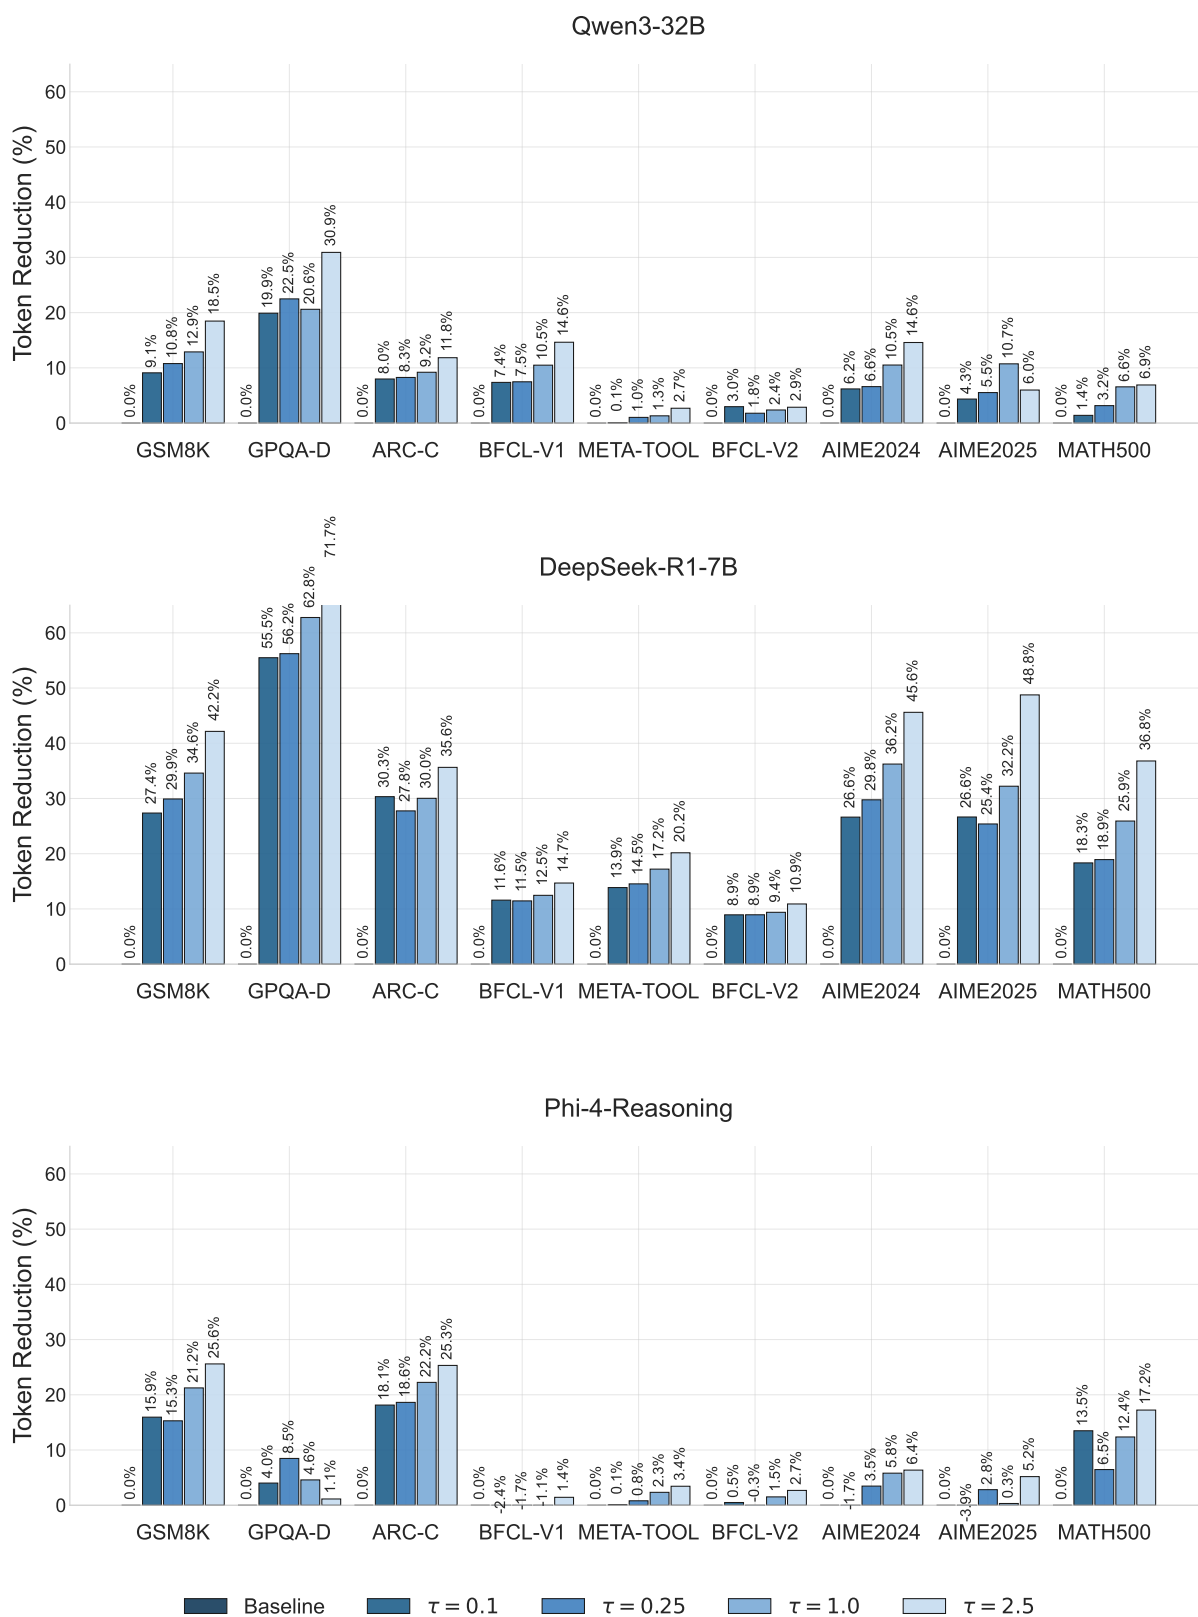 Qwen3-32B
Token Reduction (%)
60
50
40
30
20
10
0
0.0% 9.1% 10.8% 12.9% 18.5%
0.0% 19.9% 22.5% 20.6% 30.9%
0.0% 8.0% 8.3% 9.2% 11.8%
0.0% 7.4% 7.5% 10.5% 14.6%
0.0% 0.1% 1.0% 1.3% 2.7%
0.0% 3.0% 1.8% 2.4% 2.9%
0.0% 6.2% 6.6% 10.5% 14.6%
0.0% 4.3% 5.5% 10.7% 6.0%
0.0% 1.4% 3.2% 6.6% 6.9%
GSM8K GPQA-D ARC-C BFCL-V1 META-TOOL BFCL-V2 AIME2024 AIME2025 MATH500
DeepSeek-R1-7B
Token Reduction (%)
60
50
40
30
20
10
0
0.0% 27.4% 29.9% 34.6% 42.2%
0.0% 55.5% 56.2% 62.8% 71.7%
0.0% 30.3% 27.8% 30.0% 35.6%
0.0% 11.6% 11.5% 12.5% 14.7%
0.0% 13.9% 14.5% 17.2% 20.2%
0.0% 8.9% 8.9% 9.4% 10.9%
0.0% 26.6% 29.8% 36.2% 45.6%
0.0% 26.6% 25.4% 32.2% 48.8%
0.0% 18.3% 18.9% 25.9% 36.8%
GSM8K GPQA-D ARC-C BFCL-V1 META-TOOL BFCL-V2 AIME2024 AIME2025 MATH500
Phi-4-Reasoning
Token Reduction (%)
60
50
40
30
20
10
0
0.0% 15.9% 15.3% 21.2% 25.6%
0.0% 4.0% 8.5% 4.6% 1.1%
0.0% 18.1% 18.6% 22.2% 25.3%
0.0% -2.4% -1.7% -1.1% 1.4%
0.0% 0.1% 0.8% 2.3% 3.4%
0.0% 0.5% -0.3% 1.5% 2.7%
0.0% -1.7% 3.5% 5.8% 6.4%
0.0% -3.9% 2.8% 0.3% 5.2%
0.0% 13.5% 6.5% 12.4% 17.2%
GSM8K GPQA-D ARC-C BFCL-V1 META-TOOL BFCL-V2 AIME2024 AIME2025 MATH500
Baseline τ = 0.1 τ = 0.25 τ = 1.0 τ = 2.5